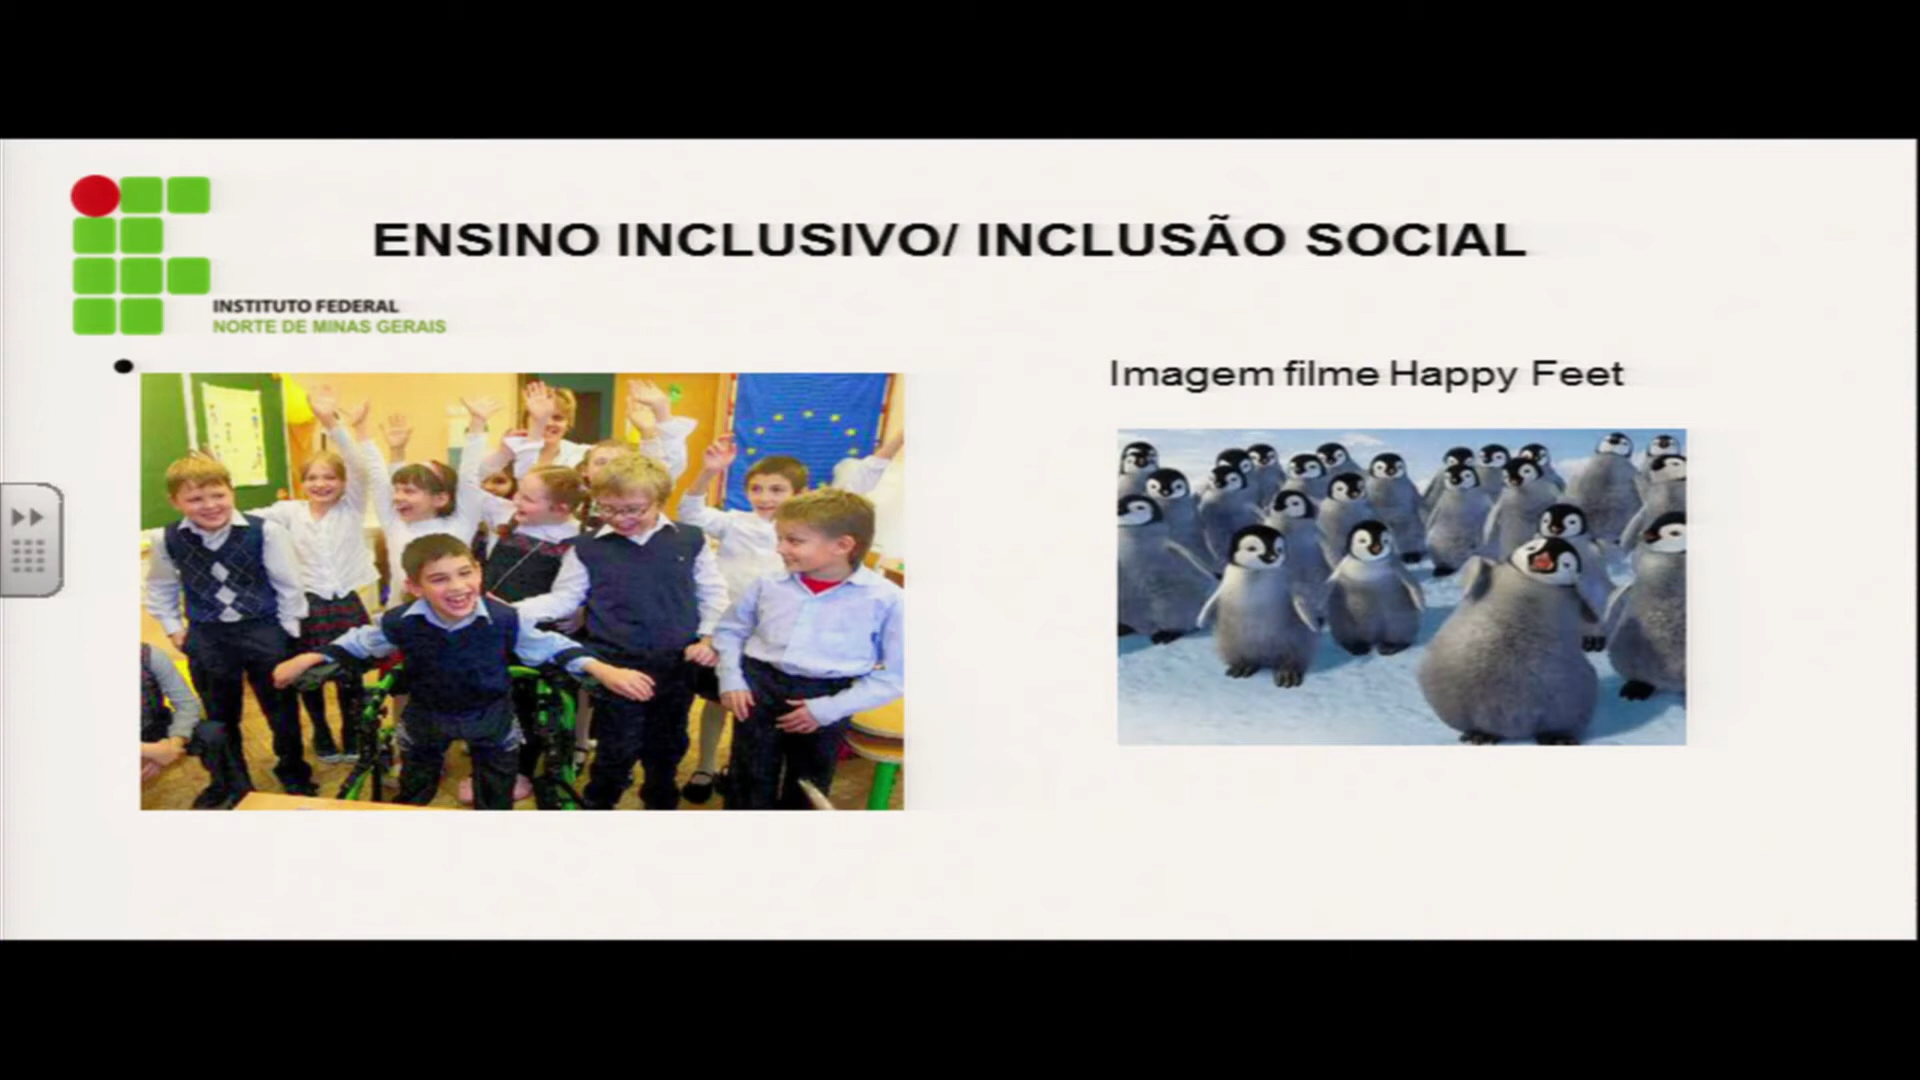 ENSINO INCLUSIVO/ INCLUSÃO SOCIAL
INSTITUTO FEDERAL
NORTE DE MINAS GERAIS
Imagem filme Happy Feet